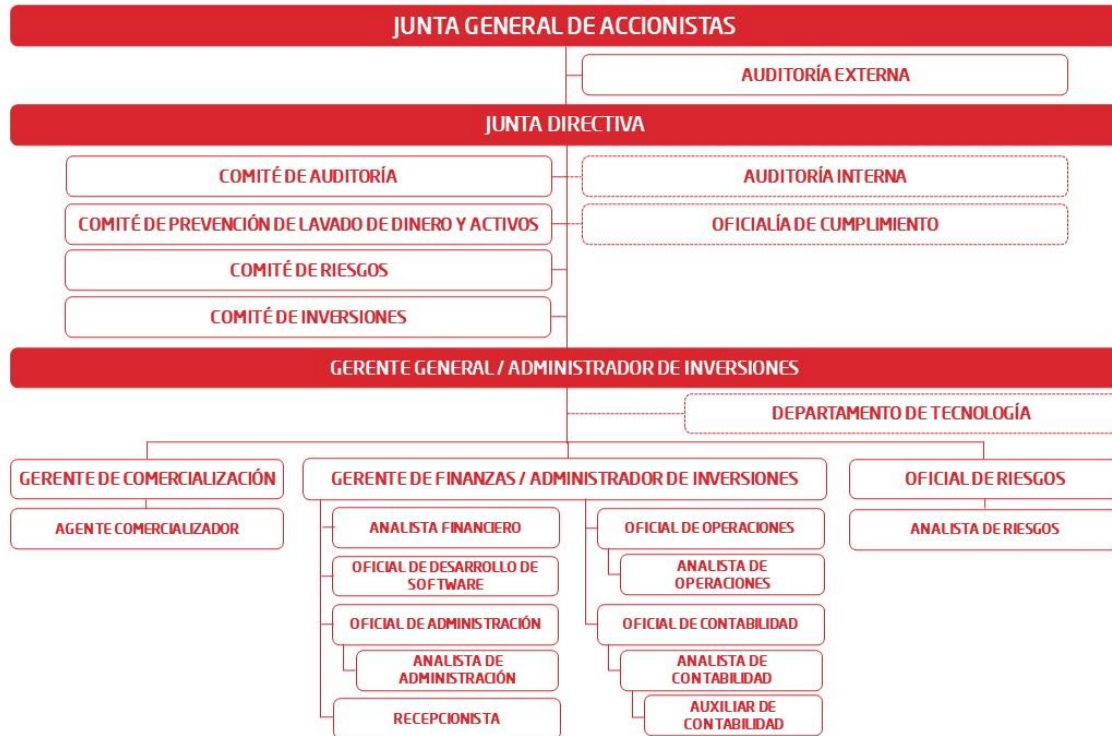 JUNTA GENERAL DE ACCIONISTAS
AUDITORÍA EXTERNA
JUNTA DIRECTIVA
COMITÉ DE AUDITORÍA
AUDITORÍA INTERNA
COMITÉ DE PREVENCIÓN DE LAVADO DE DINERO Y ACTIVOS
OFICIALÍA DE CUMPLIMIENTO
COMITÉ DE RIESGOS
COMITÉ DE INVERSIONES
GERENTE GENERAL / ADMINISTRADOR DE INVERSIONES
DEPARTAMENTO DE TECNOLOGÍA
GERENTE DE COMERCIALIZACIÓN
AGENTE COMERCIALIZADOR
GERENTE DE FINANZAS / ADMINISTRADOR DE INVERSIONES
ANALISTA FINANCIERO
OFICIAL DE DESARROLLO DE
SOFTWARE
OFICIAL DE ADMINISTRACIÓN
ANALISTA DE
ADMINISTRACIÓN
RECEPCIONISTA
OFICIAL DE OPERACIONES
ANALISTA DE
OPERACIONES
OFICIAL DE CONTABILIDAD
ANALISTA DE
CONTABILIDAD
AUXILIAR DE
CONTABILIDAD
OFICIAL DE RIESGOS
ANALISTA DE RIESGOS